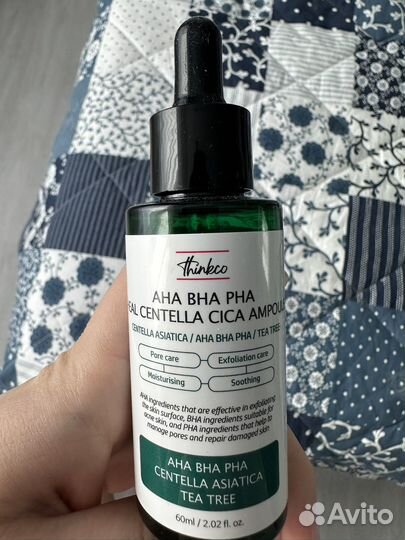 thinkco
AHA BHA PHA
EAL CENTELLA CICA AMPOUL
CENTELLA ASIATICA / AHA BHA PHA / TEA TREE
Pore care
Exfoliation care
Moisturising
Soothing
AHA ingredients that are effective in exfoliating
the skin surface, BHA ingredients suitable for
acne skin, and PHA ingredients that help to
manage pores and repair damaged skin
AHA BHA PHA
CENTELLA ASIATICA
TEA TREE
60ml / 2.02 fl. oz.
Avito